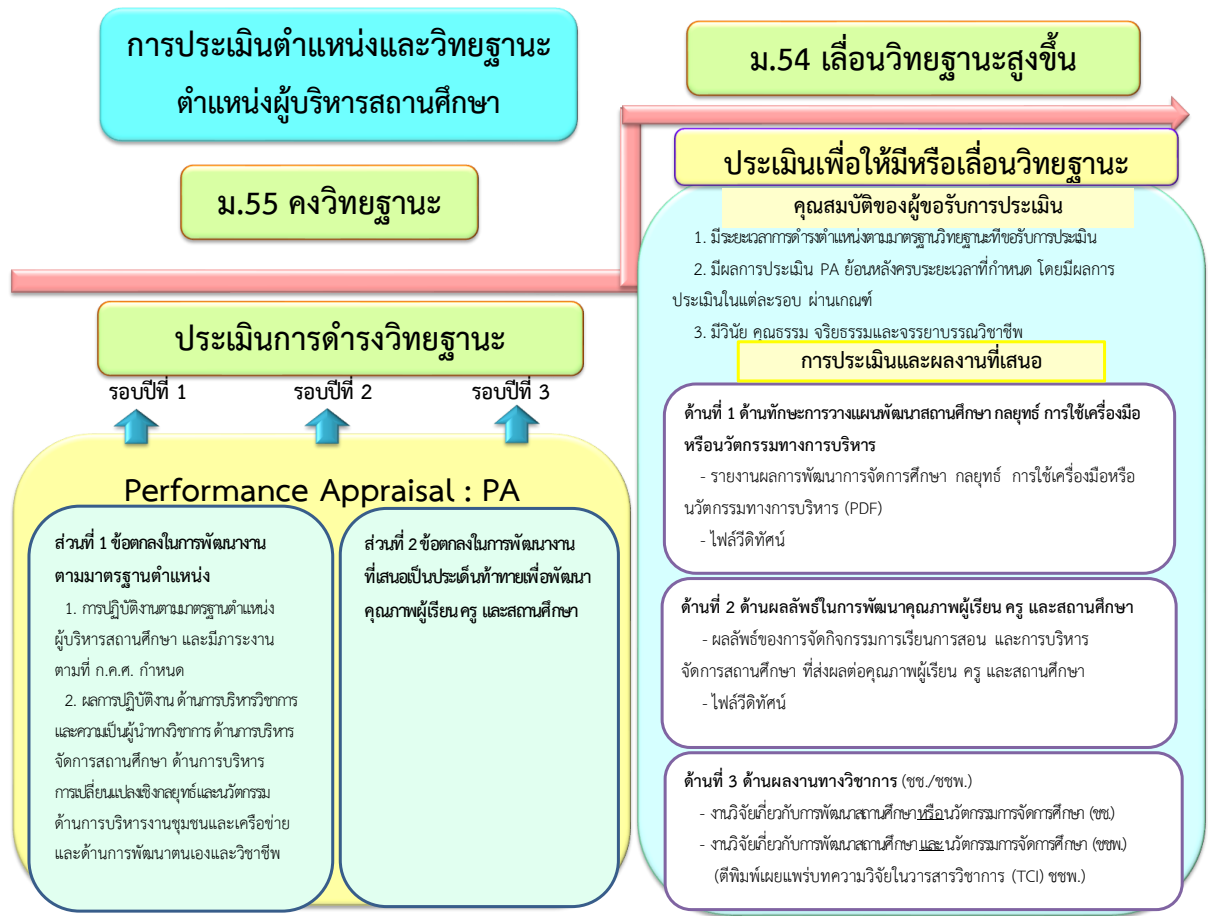 การประเมินตำแหน่งและวิทยฐานะ
ตำแหน่งผู้บริหารสถานศึกษา
ม.55 คงวิทยฐานะ
ประเมินการดำรงวิทยฐานะ
รอบปีที่ 1
รอบปีที่ 2
รอบปีที่ 3
Performance Appraisal : PA
ส่วนที่ 1 ข้อตกลงในการพัฒนางาน
ตามมาตรฐานตำแหน่ง
1. การปฏิบัติงานตามมาตรฐานตำแหน่ง
ผู้บริหารสถานศึกษา และมีภาระงาน
ตามที่ ก.ค.ศ. กำหนด
2. ผลการปฏิบัติงาน ด้านการบริหารวิชาการ
และความเป็นผู้นำทางวิชาการ ด้านการบริหาร
จัดการสถานศึกษา ด้านการบริหาร
การเปลี่ยนแปลงเชิงกลยุทธ์และนวัตกรรม
ด้านการบริหารงานชุมชนและเครือข่าย
และด้านการพัฒนาตนเองและวิชาชีพ
ส่วนที่ 2 ข้อตกลงในการพัฒนางาน
ที่เสนอเป็นประเด็นท้าทายเพื่อพัฒนา
คุณภาพผู้เรียน ครู และสถานศึกษา
ม.54 เลื่อนวิทยฐานะสูงขึ้น
ประเมินเพื่อให้มีหรือเลื่อนวิทยฐานะ
คุณสมบัติของผู้ขอรับการประเมิน
1. มีระยะเวลาการดำรงตำแหน่งตามมาตรฐานวิทยฐานะที่ขอรับการประเมิน
2. มีผลการประเมิน PA ย้อนหลังครบระยะเวลาที่กำหนด โดยมีผลการ
ประเมินในแต่ละรอบ ผ่านเกณฑ์
3. มีวินัย คุณธรรม จริยธรรมและจรรยาบรรณวิชาชีพ
การประเมินและผลงานที่เสนอ
ด้านที่ 1 ด้านทักษะการวางแผนพัฒนาสถานศึกษา กลยุทธ์ การใช้เครื่องมือ
หรือนวัตกรรมทางการบริหาร
- รายงานผลการพัฒนาการจัดการศึกษา กลยุทธ์ การใช้เครื่องมือหรือ
นวัตกรรมทางการบริหาร (PDF)
- ไฟล์วีดิทัศน์
ด้านที่ 2 ด้านผลลัพธ์ในการพัฒนาคุณภาพผู้เรียน ครู และสถานศึกษา
- ผลลัพธ์ของการจัดกิจกรรมการเรียนการสอน และการบริหาร
จัดการสถานศึกษา ที่ส่งผลต่อคุณภาพผู้เรียน ครู และสถานศึกษา
- ไฟล์วีดิทัศน์
ด้านที่ 3 ด้านผลงานทางวิชาการ (ชช./ชชพ.)
- งานวิจัยเกี่ยวกับการพัฒนาสถานศึกษาหรือนวัตกรรมการจัดการศึกษา (ชช.)
- งานวิจัยเกี่ยวกับการพัฒนาสถานศึกษา และ นวัตกรรมการจัดการศึกษา (ชชพ.)
(ตีพิมพ์เผยแพร่บทความวิจัยในวารสารวิชาการ (TCI) ชชพ.)